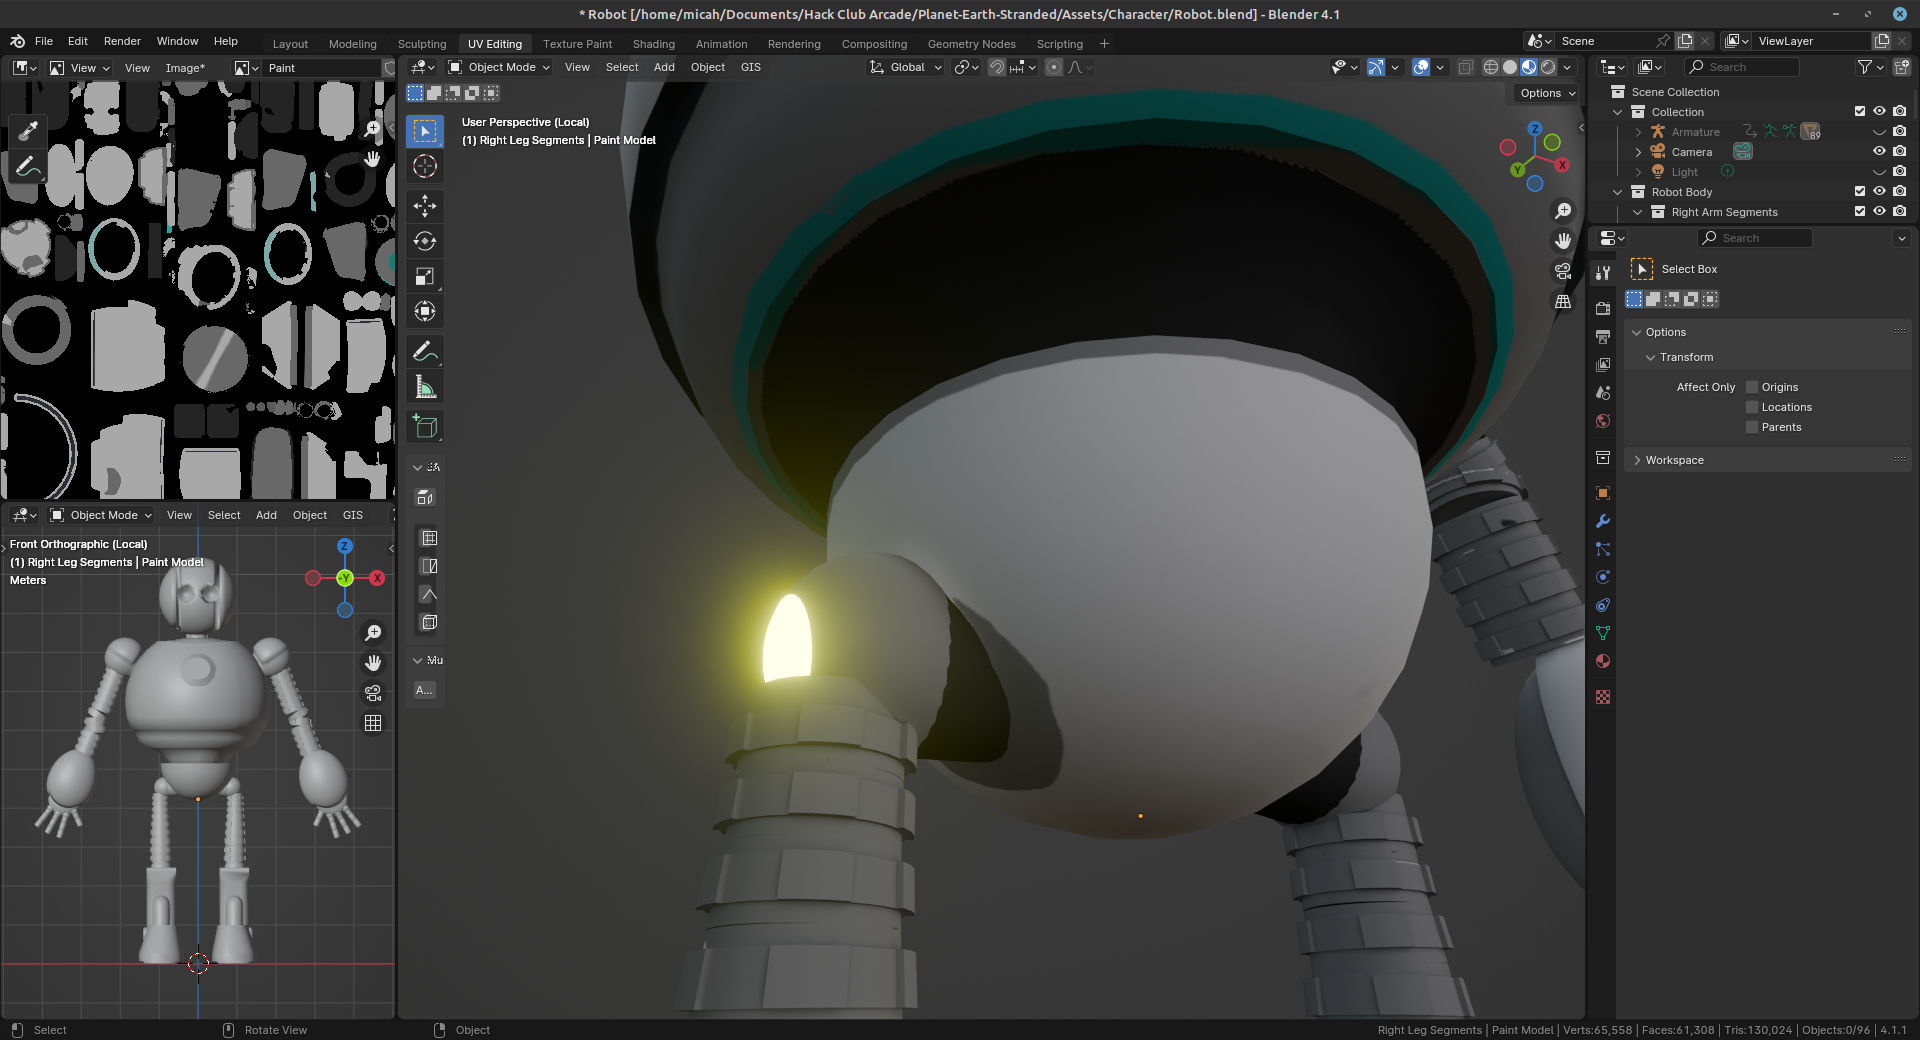 * Robot [/home/micah/Documents/Hack Club Arcade/Planet-Earth-Stranded/Assets/Character/Robot.blend] - Blender 4.1
File Edit Render Window Help
Layout Modeling Sculpting UV Editing Texture Paint Shading Animation Rendering Compositing Geometry Nodes Scripting +
Scene ViewLayer
View View Image* Paint
Object Mode View Select Add Object GIS Global
Search
Options
User Perspective (Local)
(1) Right Leg Segments | Paint Model
Scene Collection
Collection
Armature 89
Camera
Light
Robot Body
Right Arm Segments
Z
X
Y
Search
Select Box
Options
Transform
Affect Only Origins
Locations
Parents
Workspace
Mu
A...
Object Mode View Select Add Object GIS
Front Orthographic (Local)
(1) Right Leg Segments | Paint Model
Meters
Z
-Y X
Select Rotate View Object
Right Leg Segments | Paint Model | Verts:65,558 | Faces:61,308 | Tris:130,024 | Objects:0/96 | 4.1.1